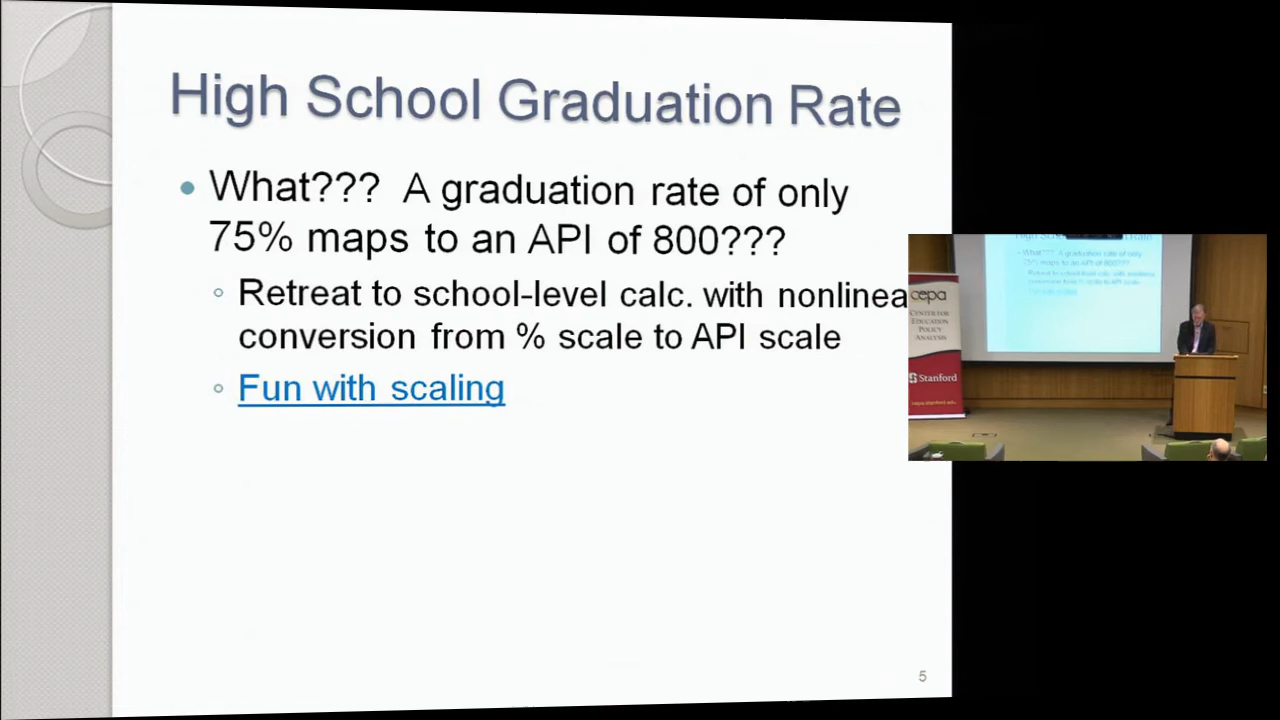 High School Graduation Rate
What??? A graduation rate of only
75% maps to an API of 800???
Retreat to school-level calc. with nonlinea
conversion from % scale to API scale
Fun with scaling
5
cepa
CENTER FOR
EDUCATION
POLICY
ANALYSIS
Stanford